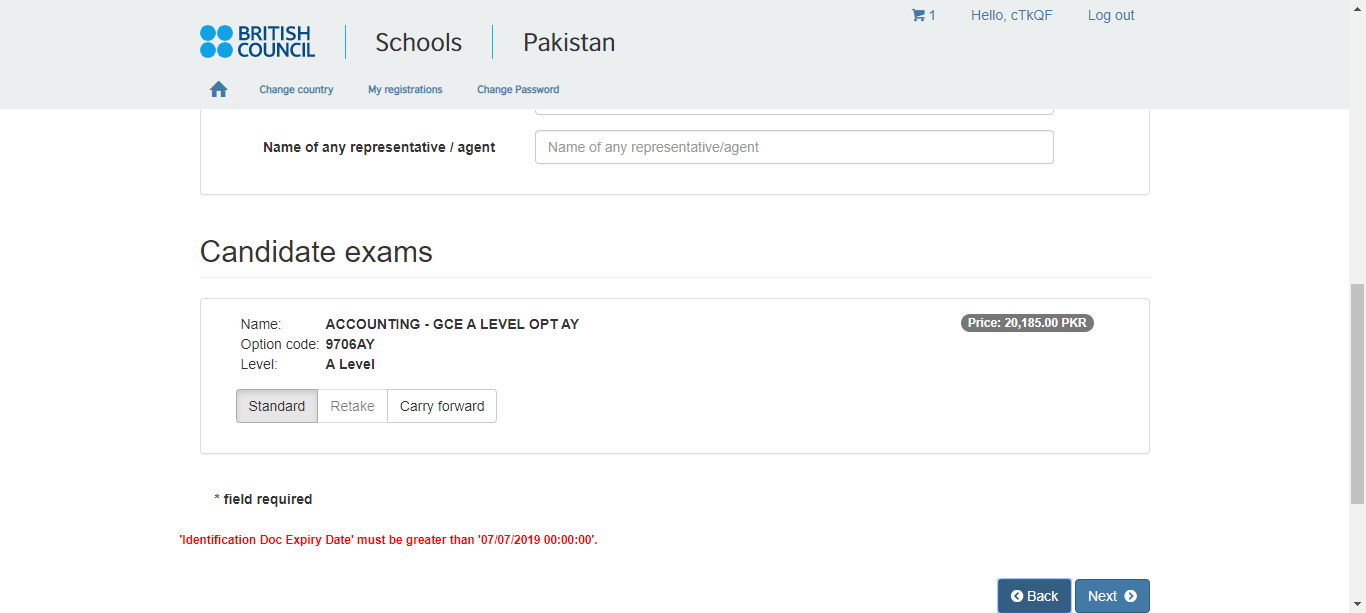 1 Hello, cTkQF Log out
BRITISH
COUNCIL
Schools
Pakistan
Change country My registrations Change Password
Name of any representative / agent Name of any representative/agent
Candidate exams
Name: ACCOUNTING - GCE A LEVEL OPT AY Price: 20,185.00 PKR
Option code: 9706AY
Level: A Level
Standard Retake Carry forward
* field required
'Identification Doc Expiry Date' must be greater than '07/07/2019 00:00:00'.
Back Next